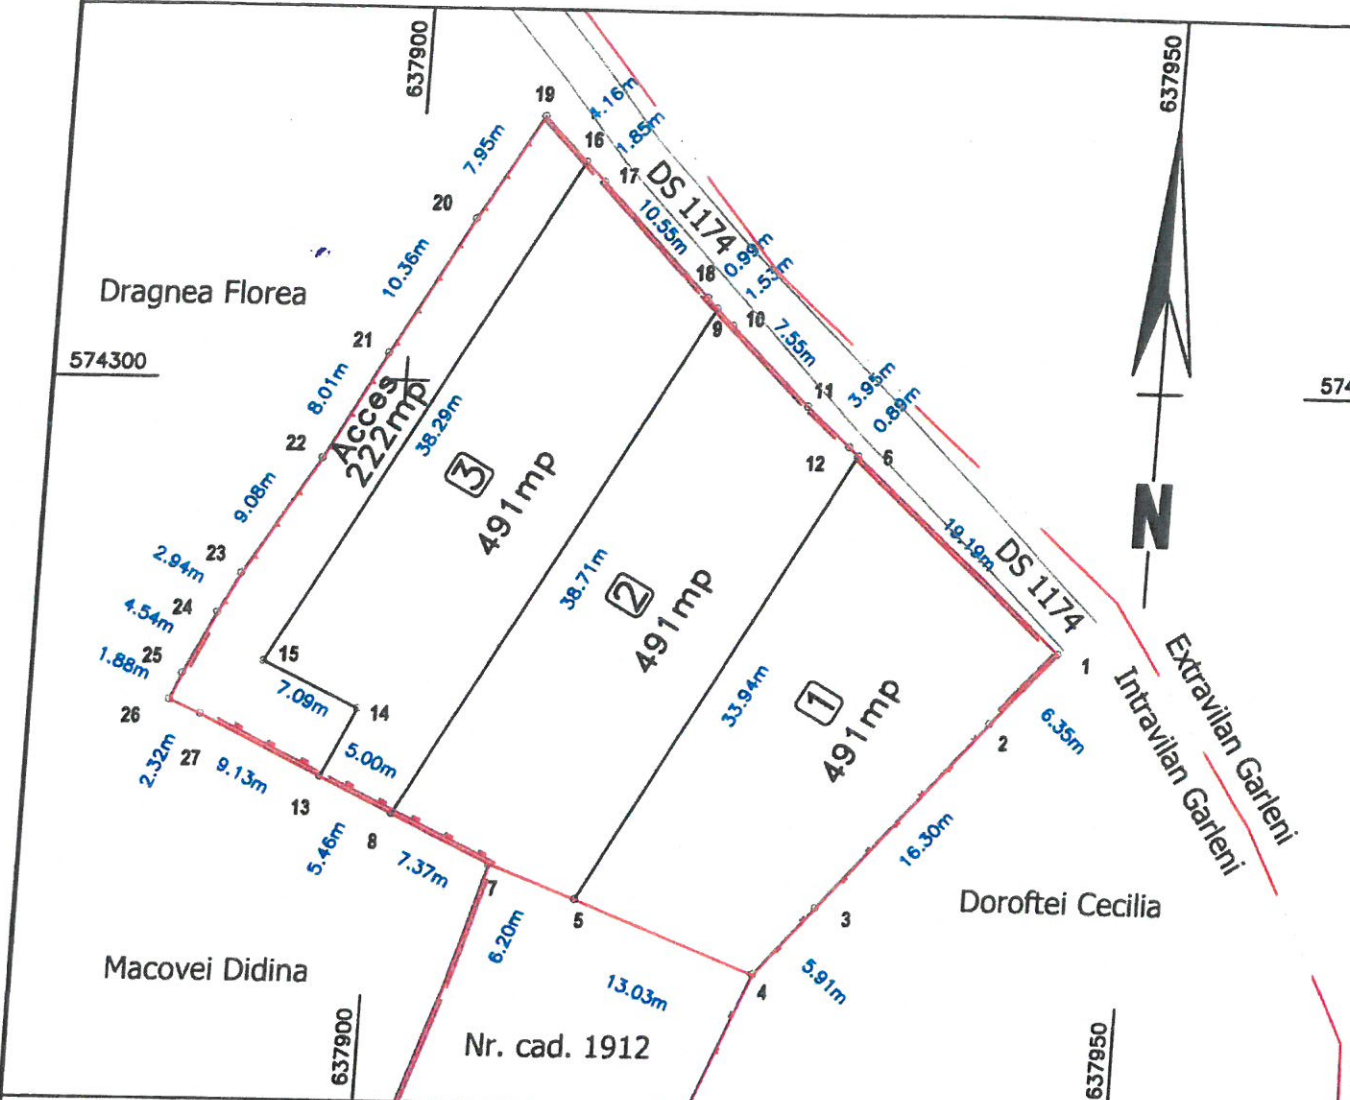 637900
637950
19
4.16m
16
1.85m
7.95m
17
DS 1174
20
10.55m
0.99m
18
1.53m
10.36m
Dragnea Florea
9
10
7.55m
21
574300
574
3.95m
11
0.89m
8.01m
Acces
222mp
38.29m
22
12
6
3
491mp
9.08m
N
19.19m
DS 1174
23
2.94m
38.71m
2
491mp
24
4.54m
25
1.88m
15
1
7.09m
33.94m
1
491mp
Extravilan Garleni
Intravilan Garleni
26
14
2
6.35m
27
2.32m
9.13m
5.00m
13
8
5.46m
7.37m
16.30m
7
5
3
Doroftei Cecilia
6.20m
Macovei Didina
13.03m
4
5.91m
637900
Nr. cad. 1912
637950